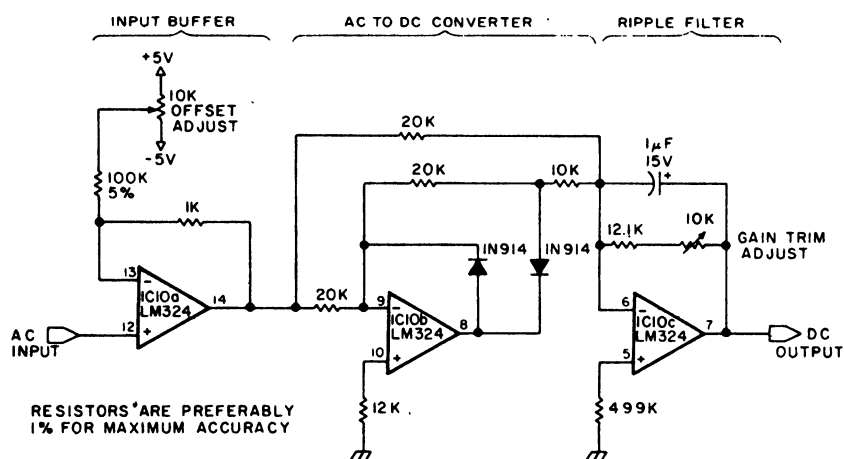 INPUT BUFFER
AC TO DC CONVERTER
RIPPLE FILTER
+5V
10K
OFFSET
ADJUST
-5V
100K
5%
1K
20K
20K
10K
1µF
15V
+
12.1K
10K
GAIN TRIM
ADJUST
1N914
1N914
20K
13
-
IC10a
LM324
14
12
+
AC
INPUT
9
-
IC10b
LM324
8
10
+
12K
6
-
IC10c
LM324
7
5
+
499K
DC
OUTPUT
RESISTORS* ARE PREFERABLY
1% FOR MAXIMUM ACCURACY